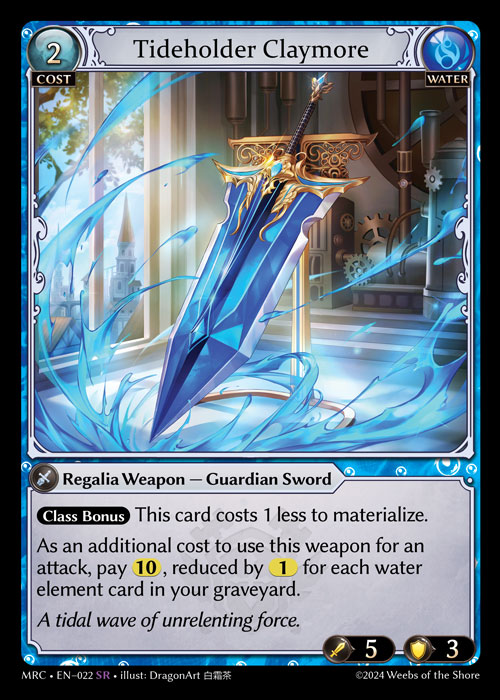 2
Tideholder Claymore
COST
WATER
Regalia Weapon — Guardian Sword
Class Bonus This card costs 1 less to materialize.
As an additional cost to use this weapon for an
attack, pay 10, reduced by 1 for each water
element card in your graveyard.
A tidal wave of unrelenting force.
5
3
MRC • EN–022 SR • illust: DragonArt 白霜茶
©2024 Weebs of the Shore